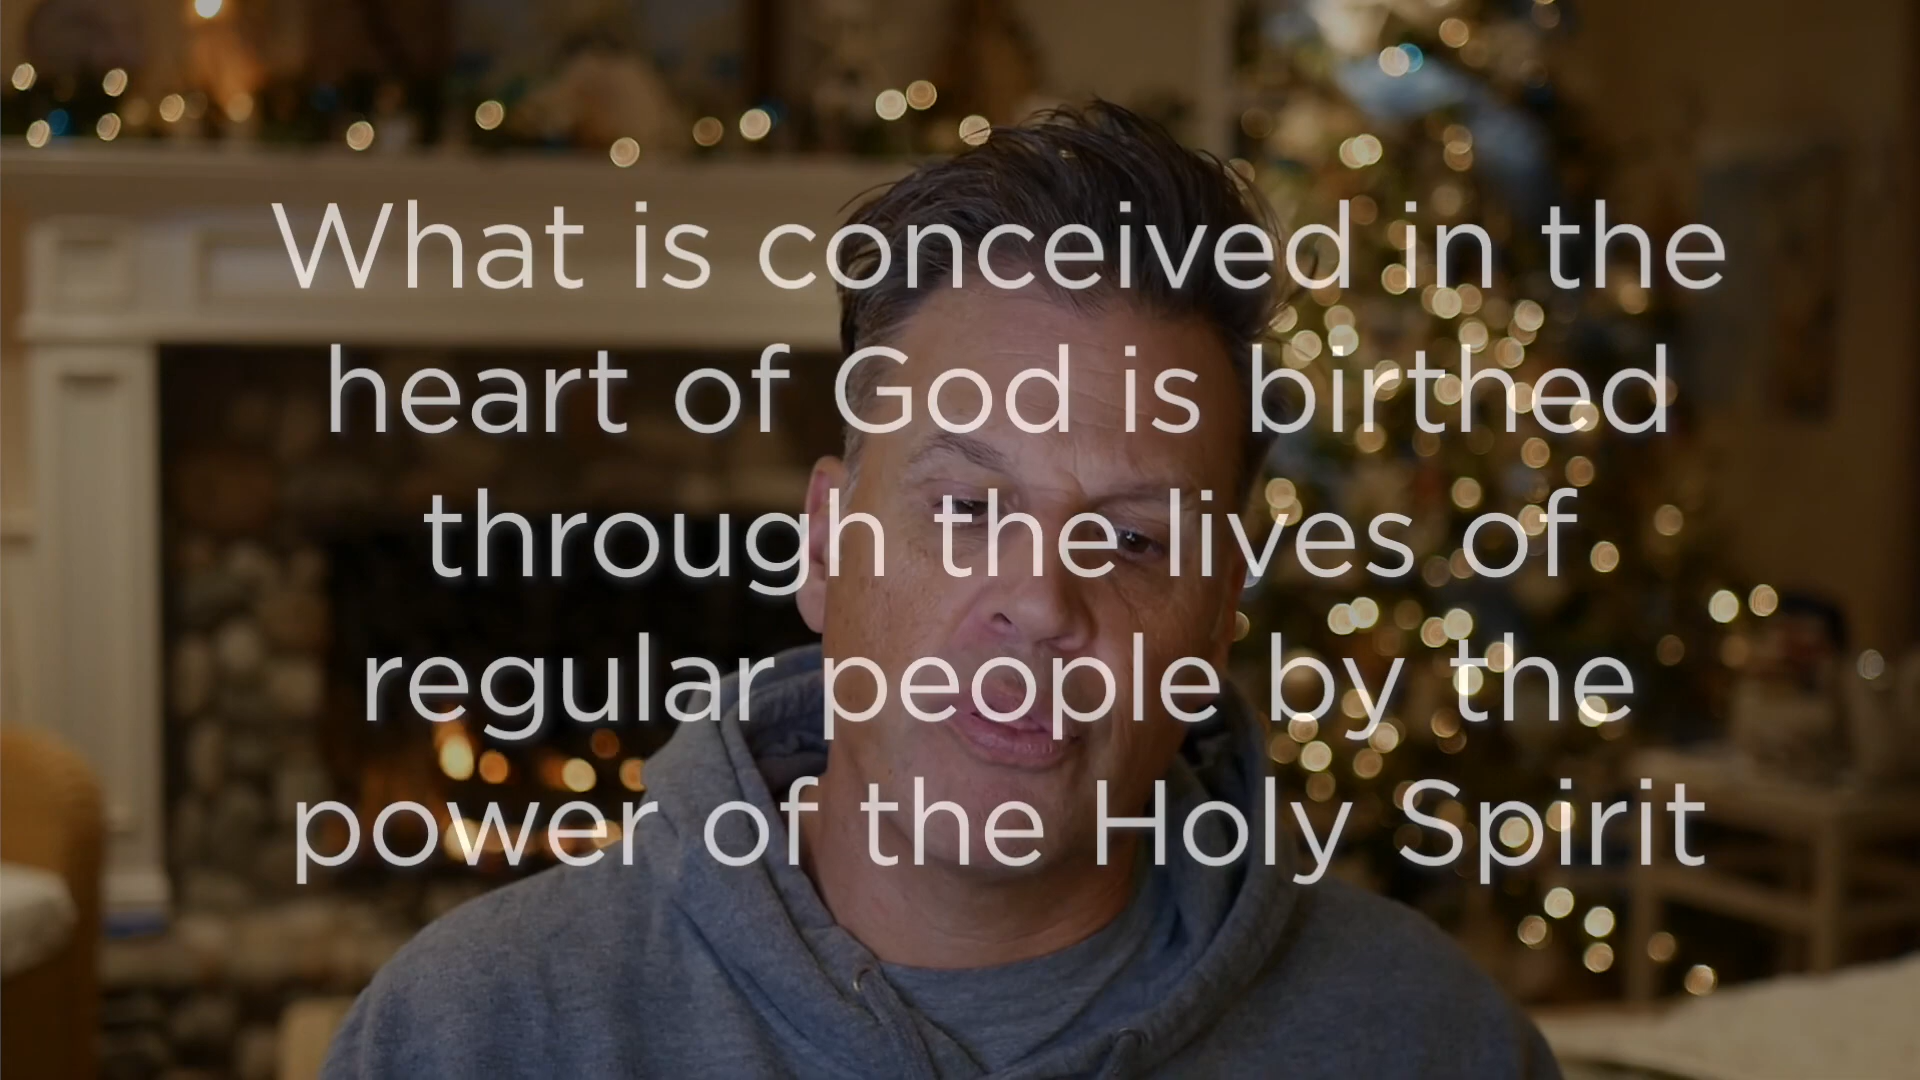 What is conceived in the
heart of God is birthed
through the lives of
regular people by the
power of the Holy Spirit